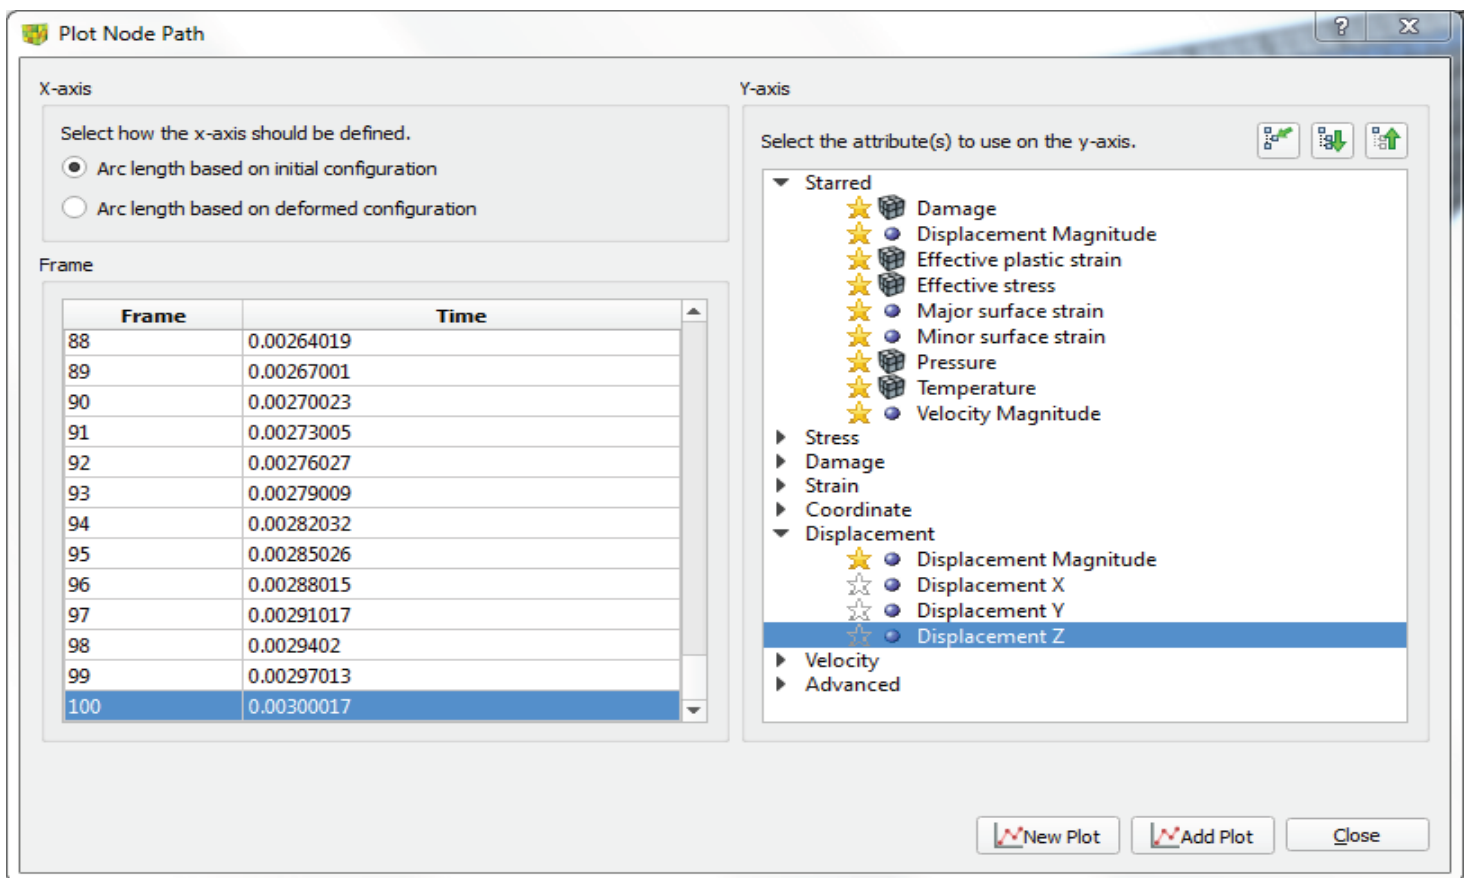 Plot Node Path
?
X-axis
Select how the x-axis should be defined.
Arc length based on initial configuration
Arc length based on deformed configuration
Frame
Frame Time
88 0.00264019
89 0.00267001
90 0.00270023
91 0.00273005
92 0.00276027
93 0.00279009
94 0.00282032
95 0.00285026
96 0.00288015
97 0.00291017
98 0.0029402
99 0.00297013
100 0.00300017
Y-axis
Select the attribute(s) to use on the y-axis.
Starred
Damage
Displacement Magnitude
Effective plastic strain
Effective stress
Major surface strain
Minor surface strain
Pressure
Temperature
Velocity Magnitude
Stress
Damage
Strain
Coordinate
Displacement
Displacement Magnitude
Displacement X
Displacement Y
Displacement Z
Velocity
Advanced
New Plot
Add Plot
Close